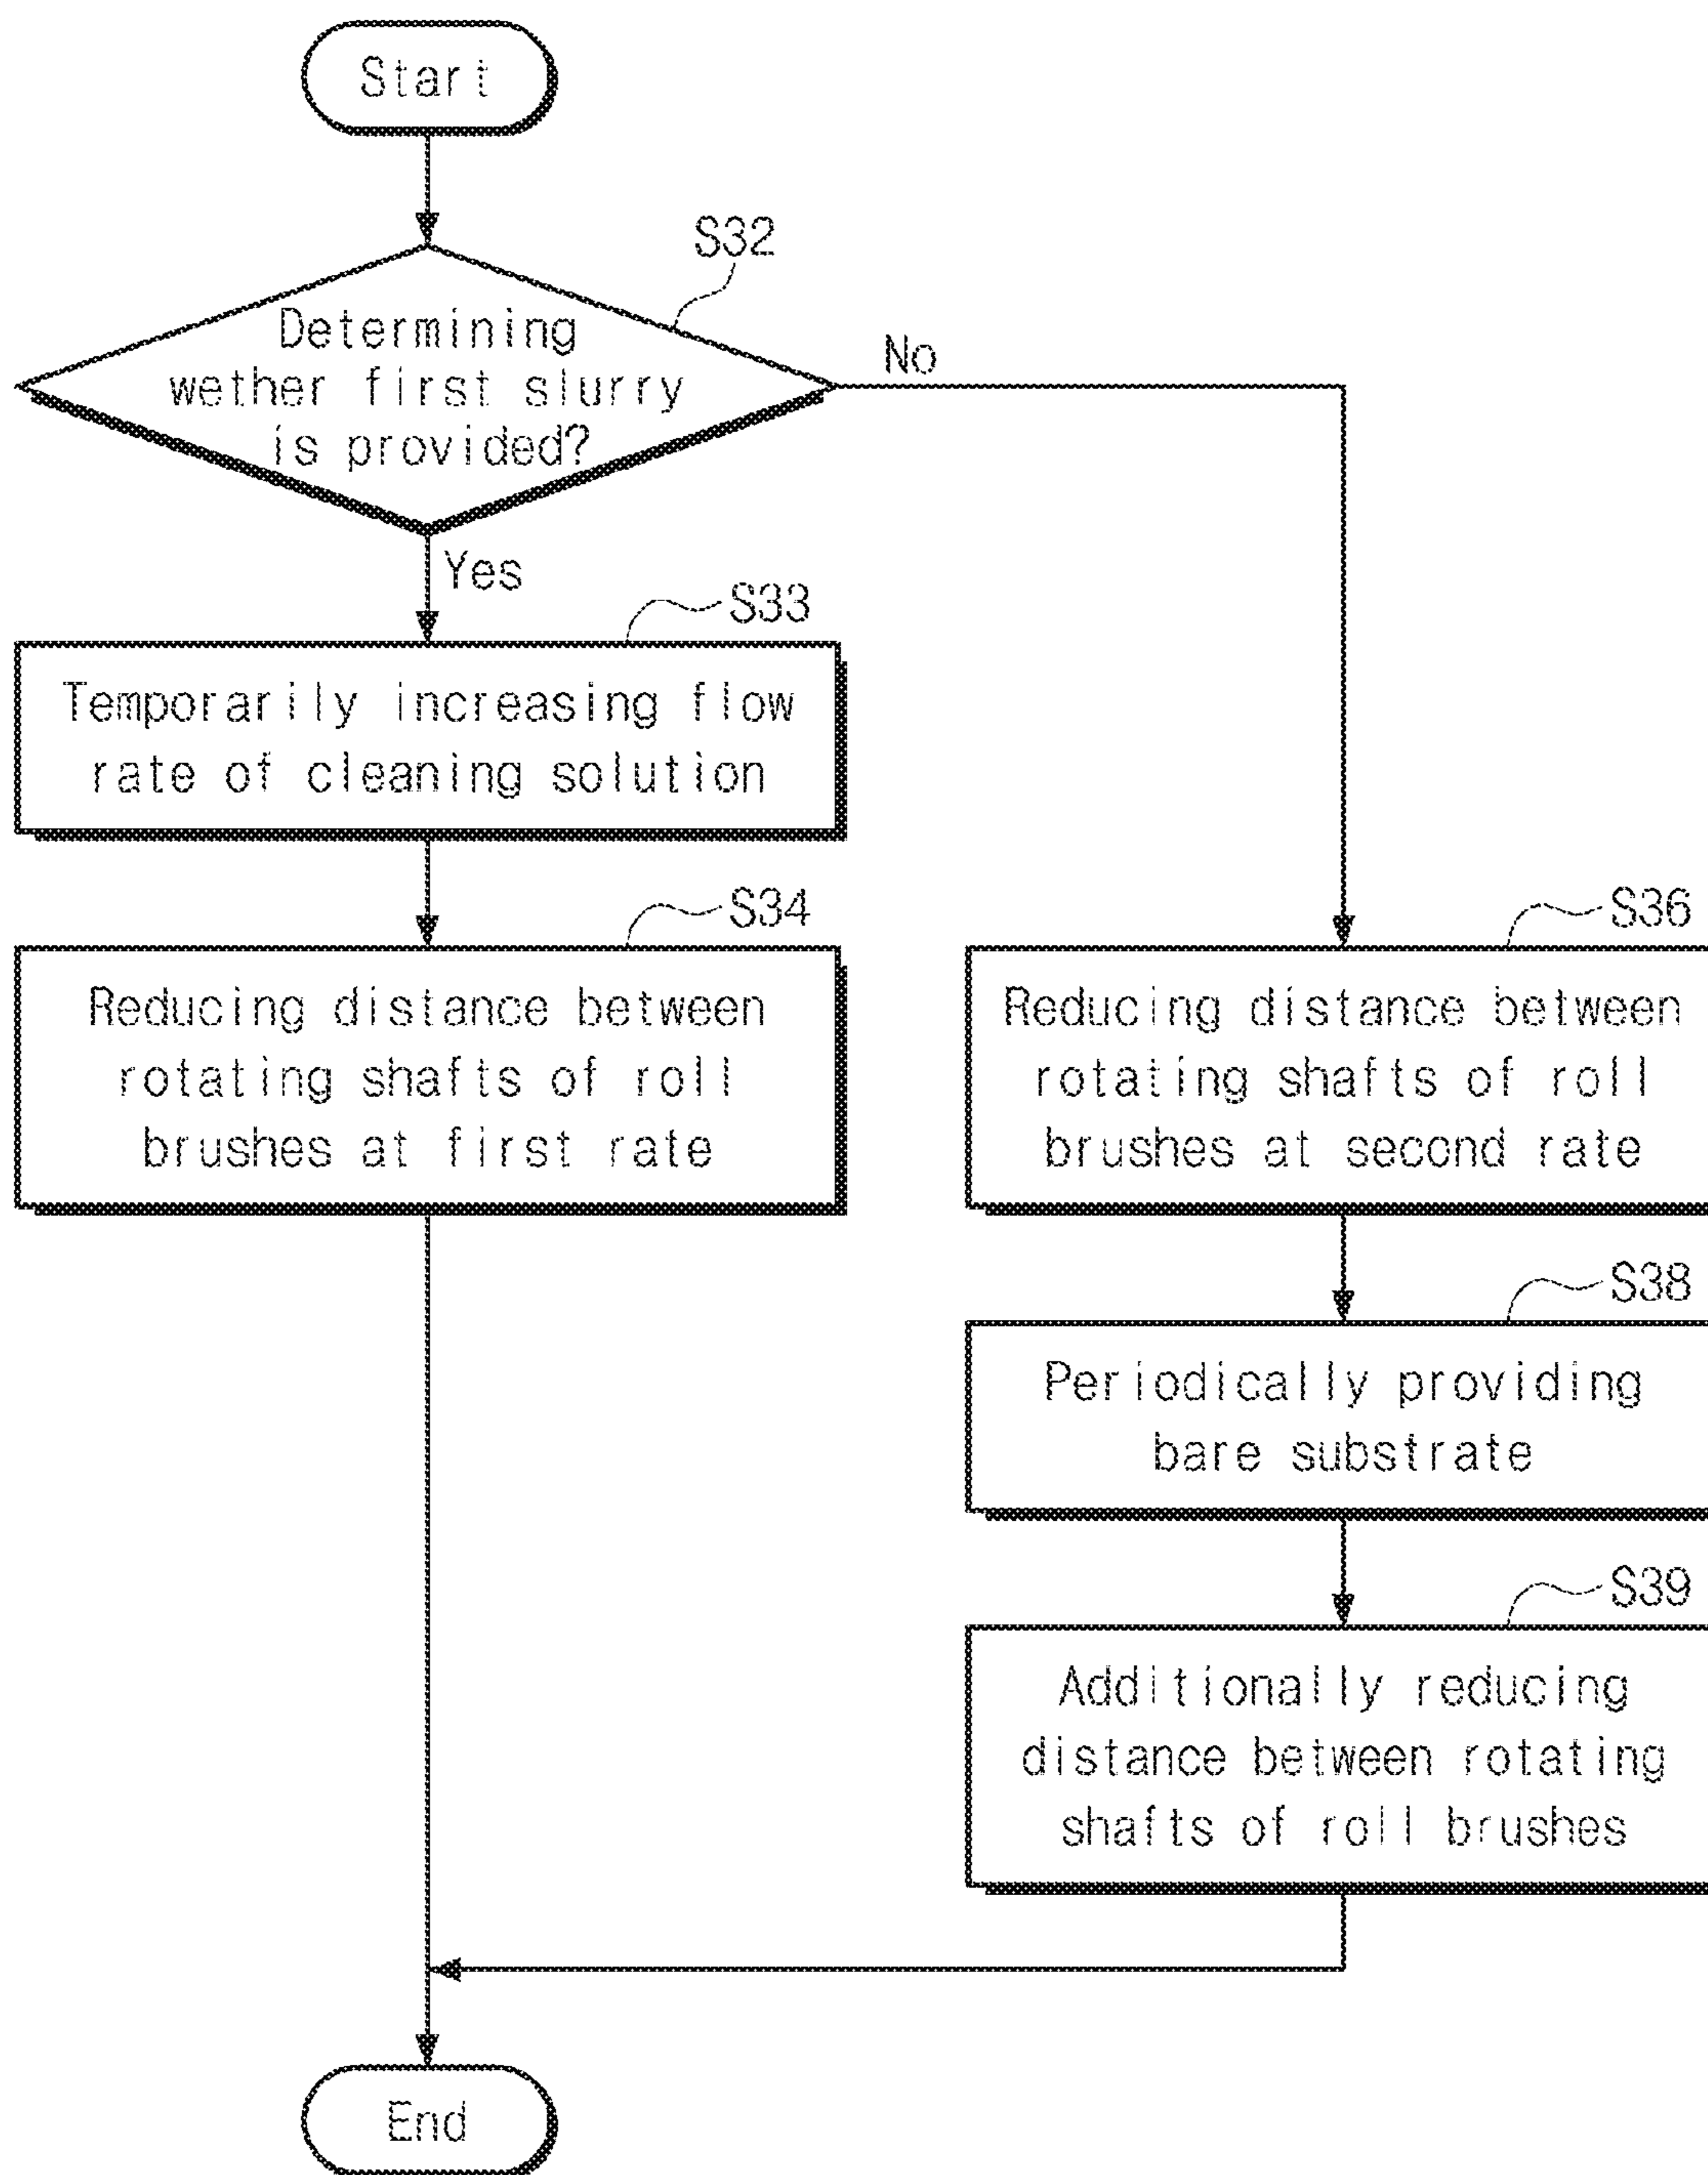 Start
S32
Determining
wether first slurry
is provided?
No
Yes
S33
Temporarily increasing flow
rate of cleaning solution
S34
Reducing distance between
rotating shafts of roll
brushes at first rate
S36
Reducing distance between
rotating shafts of roll
brushes at second rate
S38
Periodically providing
bare substrate
S39
Additionally reducing
distance between rotating
shafts of roll brushes
End